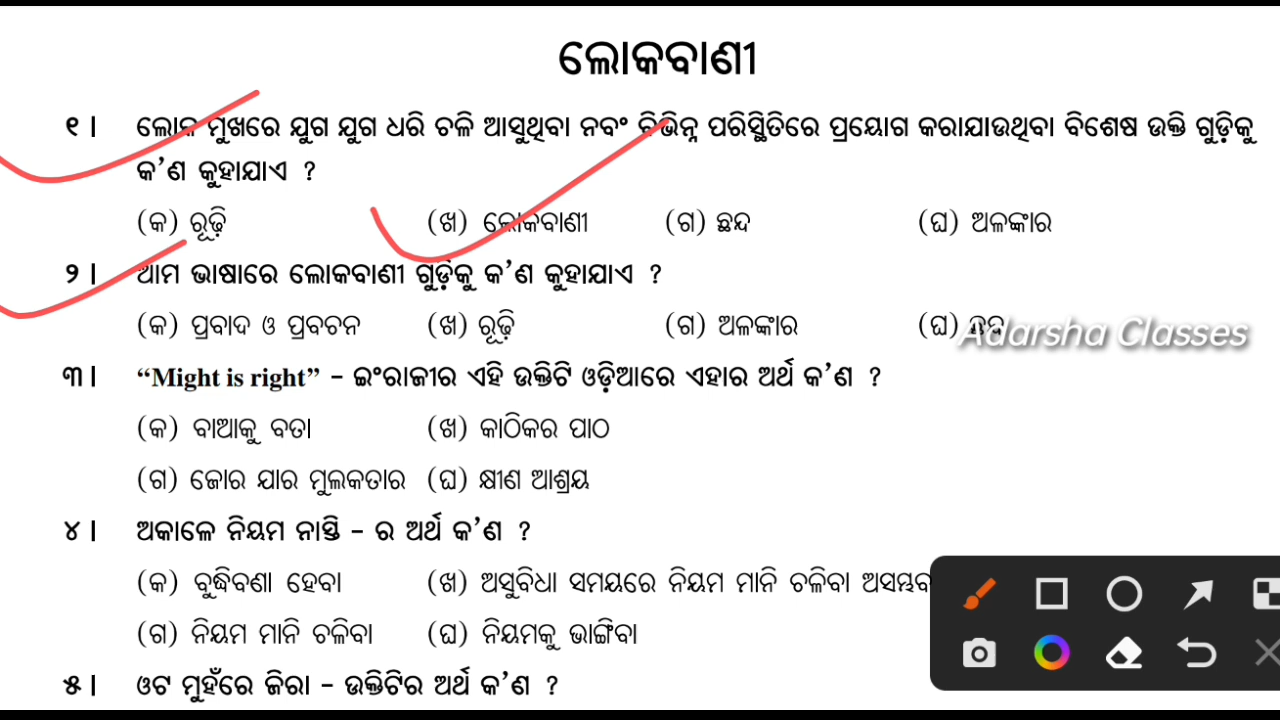 ଲୋକବାଣୀ
୧ । ଲୋକ ମୁଖରେ ଯୁଗ ଯୁଗ ଧରି ଚଳି ଆସୁଥିବା ନବଂ ବିଭିନ୍ନ ପରିସ୍ଥିତିରେ ପ୍ରୟୋଗ କରାଯାଉଥିବା ବିଶେଷ ଉକ୍ତି ଗୁଡ଼ିକୁ
କ’ଣ କୁହାଯାଏ ?
(କ) ରୂଢ଼ି (ଖ) ଲୋକବାଣୀ (ଗ) ଛନ୍ଦ (ଘ) ଅଳଙ୍କାର
୨ । ଆମ ଭାଷାରେ ଲୋକବାଣୀ ଗୁଡ଼ିକୁ କ’ଣ କୁହାଯାଏ ?
(କ) ପ୍ରବାଦ ଓ ପ୍ରବଚନ (ଖ) ରୂଢ଼ି (ଗ) ଅଳଙ୍କାର (ଘ)
Adarsha Classes
୩ । “Might is right” – ଇଂରାଜୀର ଏହି ଉକ୍ତିଟି ଓଡ଼ିଆରେ ଏହାର ଅର୍ଥ କ’ଣ ?
(କ) ବାଆକୁ ବତା (ଖ) କାଠିକର ପାଠ
(ଗ) ଜୋର ଯାର ମୁଲକତାର (ଘ) କ୍ଷୀଣ ଆଶ୍ରୟ
୪ । ଅକାଳେ ନିୟମ ନାସ୍ତି – ର ଅର୍ଥ କ’ଣ ?
(କ) ବୁଦ୍ଧିବଣା ହେବା (ଖ) ଅସୁବିଧା ସମୟରେ ନିୟମ ମାନି ଚଳିବା ଅସମ୍ଭବ
(ଗ) ନିୟମ ମାନି ଚଳିବା (ଘ) ନିୟମକୁ ଭାଙ୍ଗିବା
୫ । ଓଟ ମୁହଁରେ ଜିରା – ଉକ୍ତିଟିର ଅର୍ଥ କ’ଣ ?